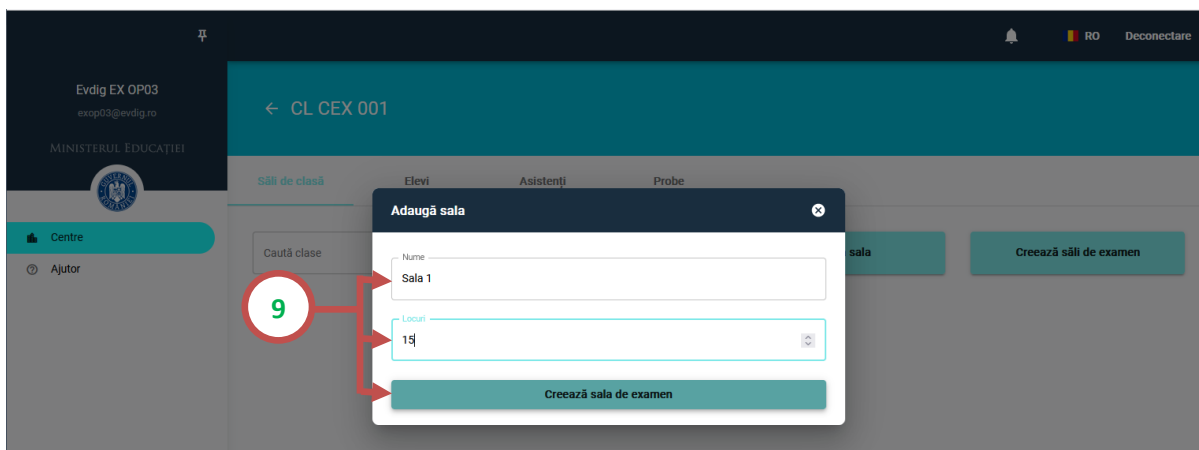 RO Deconectare
Evdig EX OP03
exop03@evdig.ro
MINISTERUL EDUCAȚIEI
← CL CEX 001
Săli de clasă Elevi Asistenți Probe
Centre
Ajutor
Caută clase
sala
Creează săli de examen
Adaugă sala
Nume
Sala 1
9
Locuri
15
Creează sala de examen